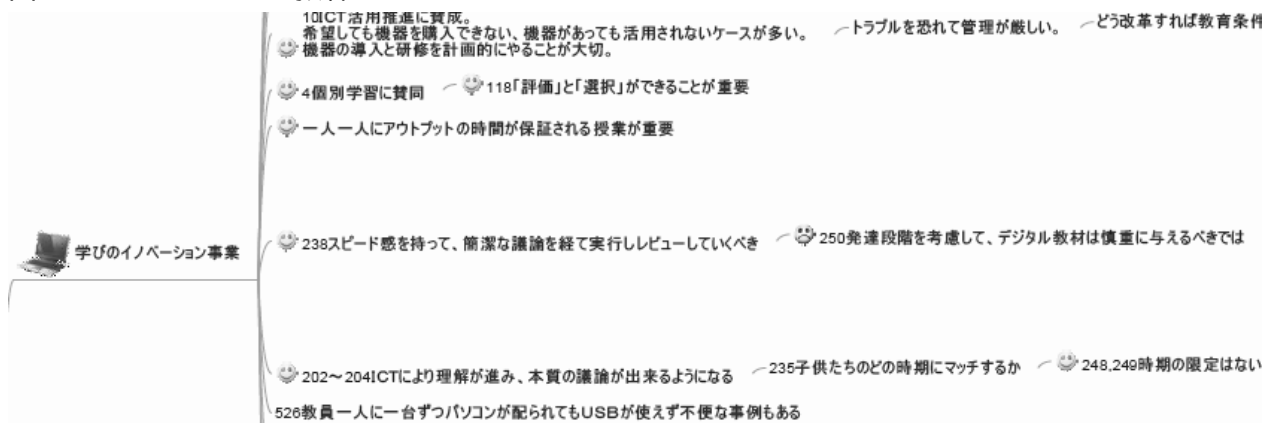 10ICT活用推進に賛成。
希望しても機器を購入できない、機器があっても活用されないケースが多い。
機器の導入と研修を計画的にやることが大切。
トラブルを恐れて管理が厳しい。
どう改革すれば教育条件
4個別学習に賛同
118「評価」と「選択」ができることが重要
一人一人にアウトプットの時間が保証される授業が重要
学びのイノベーション事業
238スピード感を持って、簡潔な議論を経て実行しレビューしていくべき
250発達段階を考慮して、デジタル教材は慎重に与えるべきでは
202～204ICTにより理解が進み、本質の議論が出来るようになる
235子供たちのどの時期にマッチするか
248,249時期の限定はない
526教員一人に一台ずつパソコンが配られてもUSBが使えず不便な事例もある